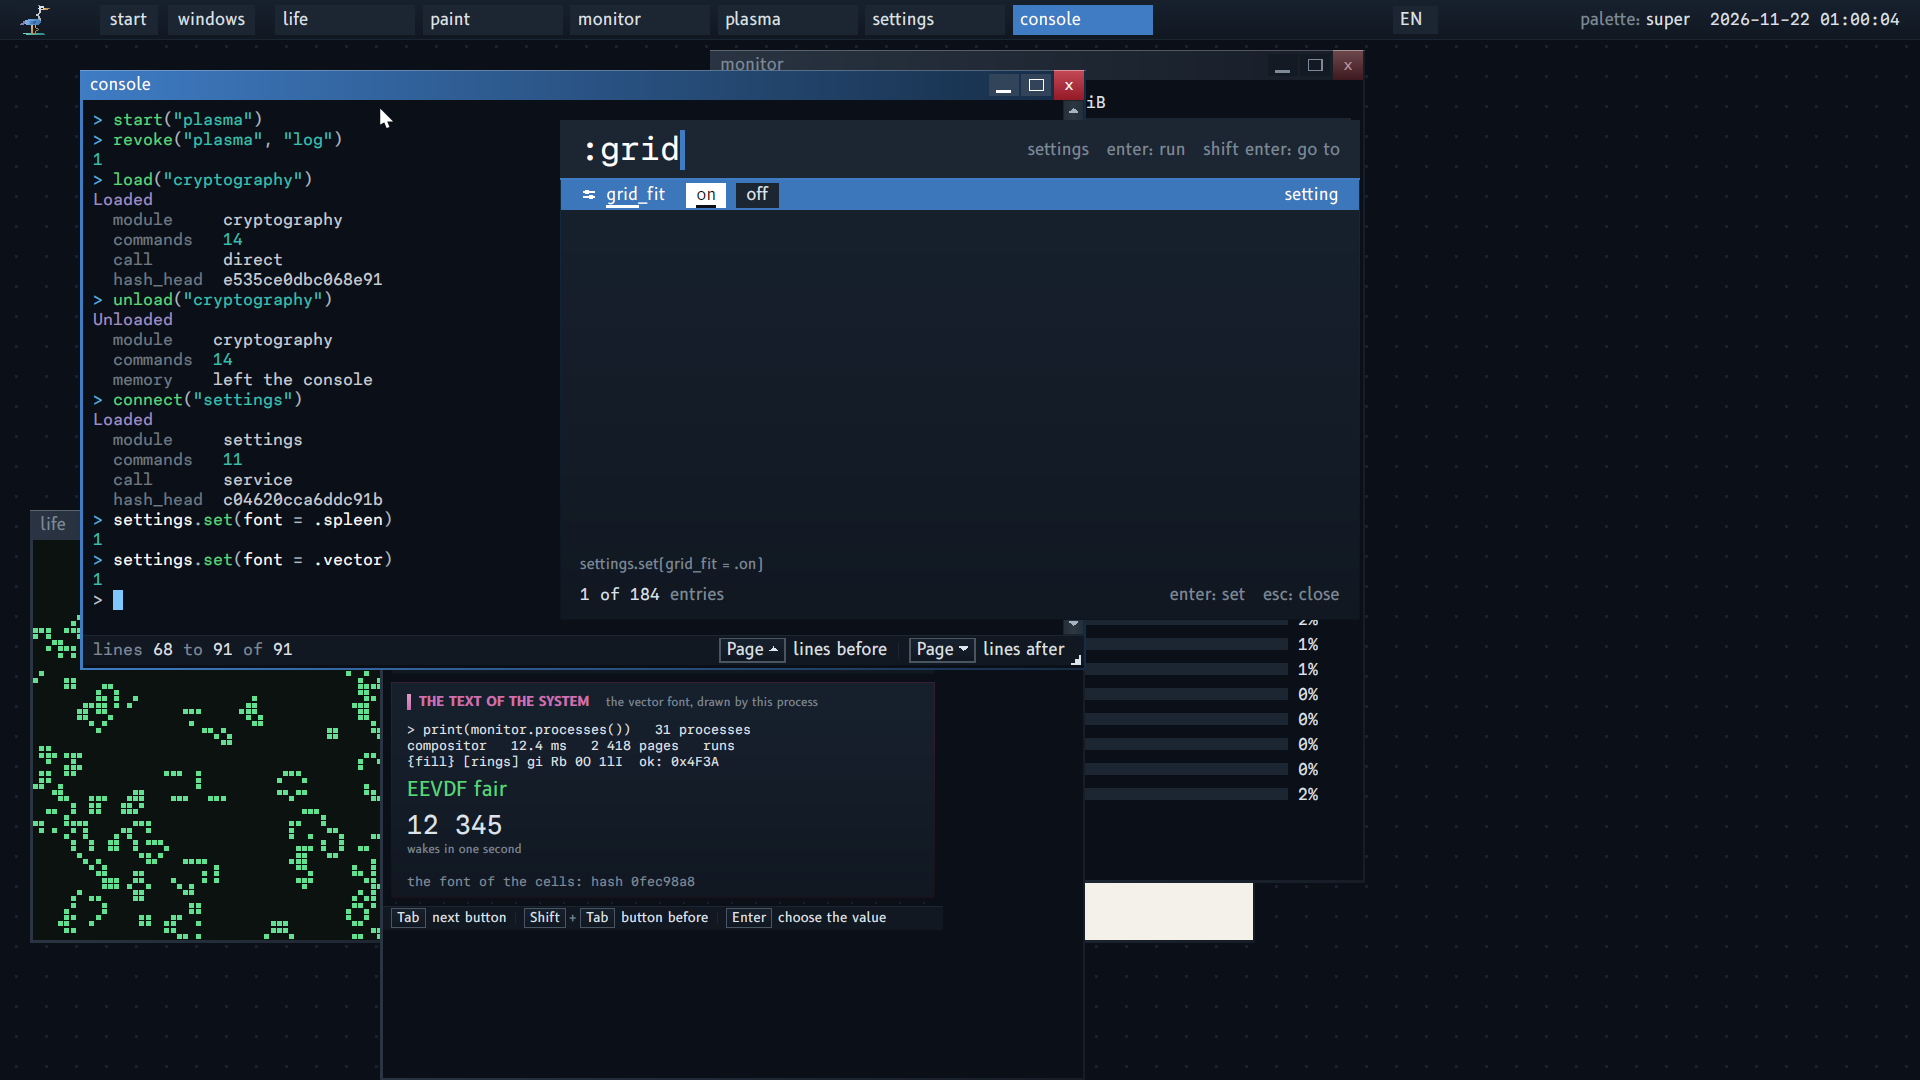 start windows life paint monitor plasma settings console EN palette: super 2026-11-22 01:00:04
monitor x
console x
iB
> start("plasma")
> revoke("plasma", "log")
1
> load("cryptography")
Loaded
module cryptography
commands 14
call direct
hash_head e535ce0dbc068e91
> unload("cryptography")
Unloaded
module cryptography
commands 14
memory left the console
> connect("settings")
Loaded
module settings
commands 11
call service
hash_head c04620cca6ddc91b
> settings.set(font = .spleen)
1
> settings.set(font = .vector)
1
>
lines 68 to 91 of 91 Page lines before Page lines after
:grid settings enter: run shift enter: go to
grid_fit on off setting
settings.set(grid_fit = .on)
1 of 184 entries enter: set esc: close
life
2%
1%
1%
0%
0%
0%
0%
2%
THE TEXT OF THE SYSTEM the vector font, drawn by this process
> print(monitor.processes()) 31 processes
compositor 12.4 ms 2 418 pages runs
{fill} [rings] gi Rb 0O 1lI ok: 0x4F3A
EEVDF fair
12 345
wakes in one second
the font of the cells: hash 0fec98a8
Tab next button Shift + Tab button before Enter choose the value